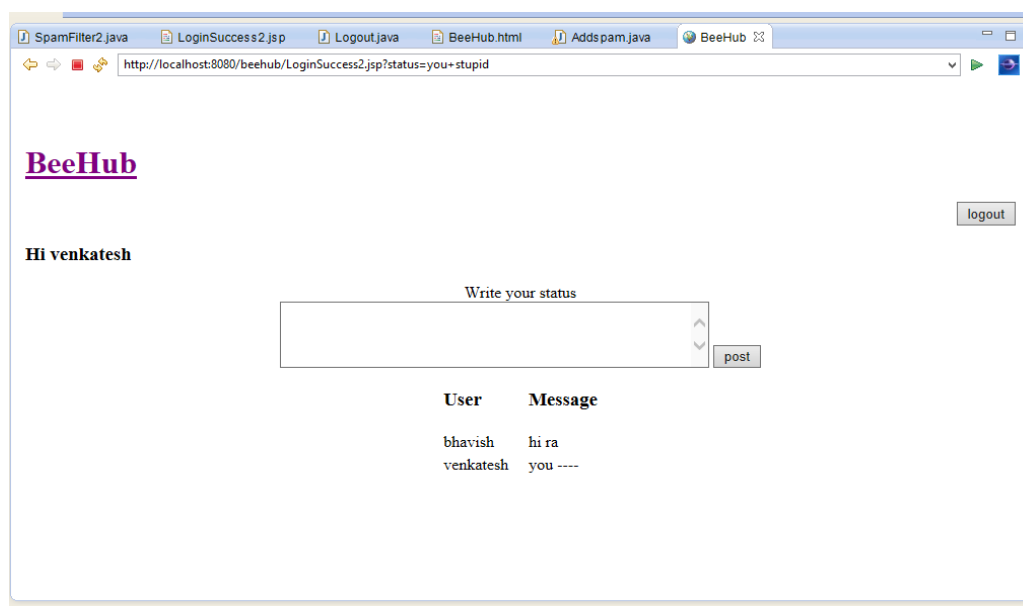 SpamFilter2.java LoginSuccess2.jsp Logout.java BeeHub.html Addspam.java BeeHub
http://localhost:8080/beehub/LoginSuccess2.jsp?status=you+stupid
BeeHub
logout
Hi venkatesh
Write your status
post
User Message
bhavish hi ra
venkatesh you ----